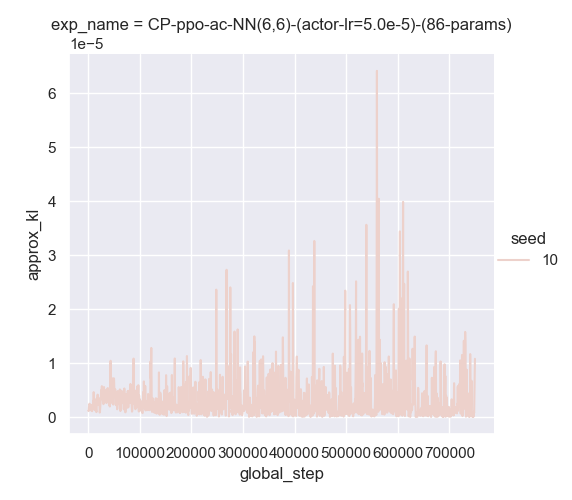 exp_name = CP-ppo-ac-NN(6,6)-(actor-lr=5.0e-5)-(86-params)
1e−5
6
5
4
3
2
1
0
approx_kl
seed
10
0 100000 200000 300000 400000 500000 600000 700000
global_step